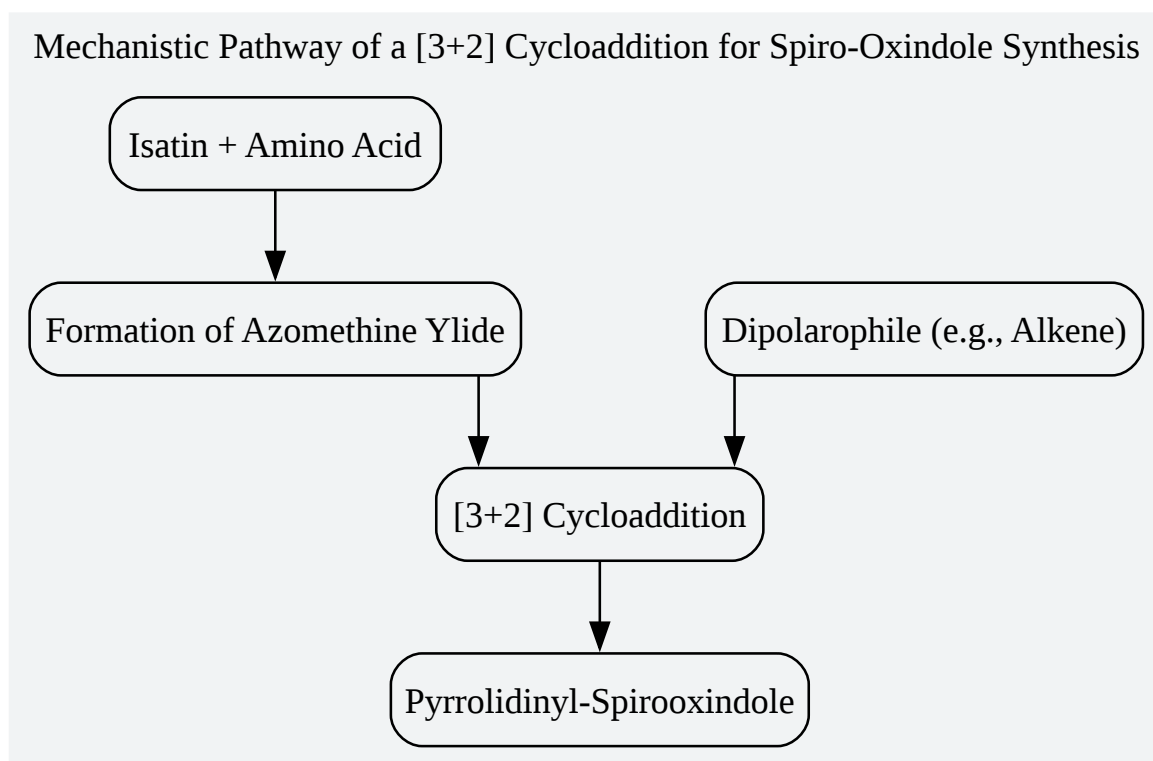 Mechanistic Pathway of a [3+2] Cycloaddition for Spiro-Oxindole Synthesis
Isatin + Amino Acid
Formation of Azomethine Ylide
Dipolarophile (e.g., Alkene)
[3+2] Cycloaddition
Pyrrolidinyl-Spirooxindole